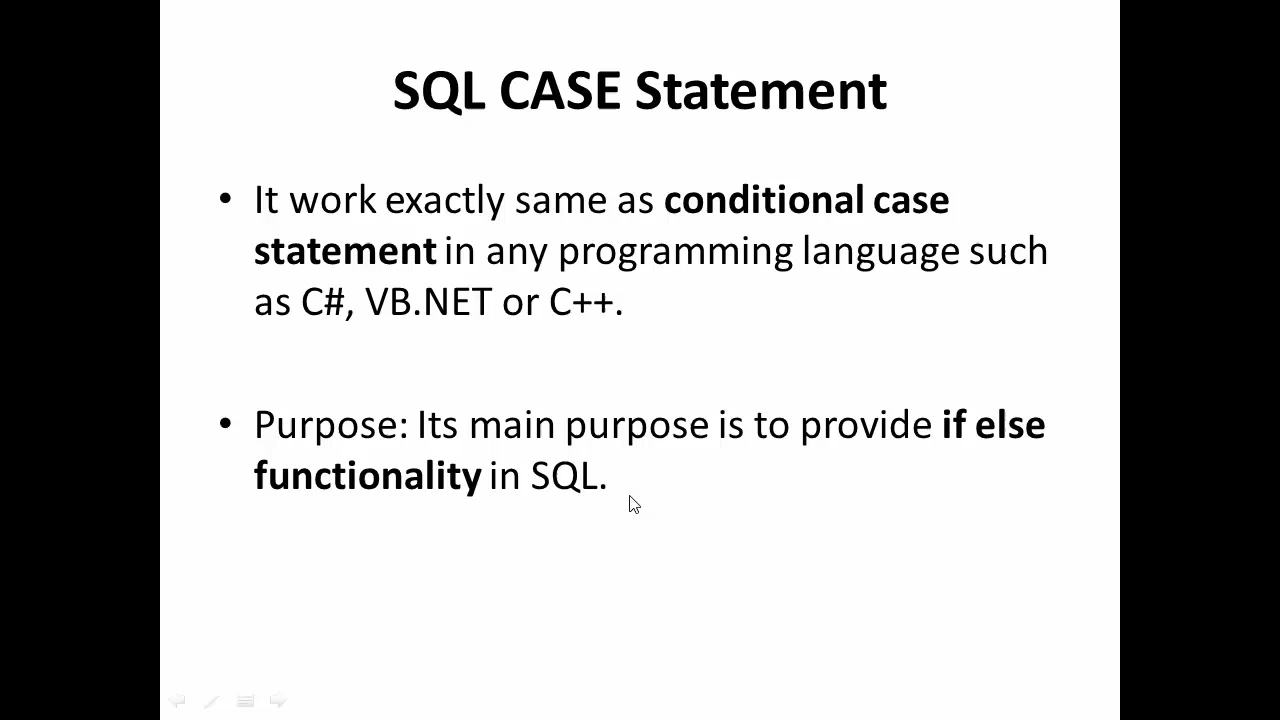 SQL CASE Statement
• It work exactly same as conditional case
statement in any programming language such
as C#, VB.NET or C++.
• Purpose: Its main purpose is to provide if else
functionality in SQL.